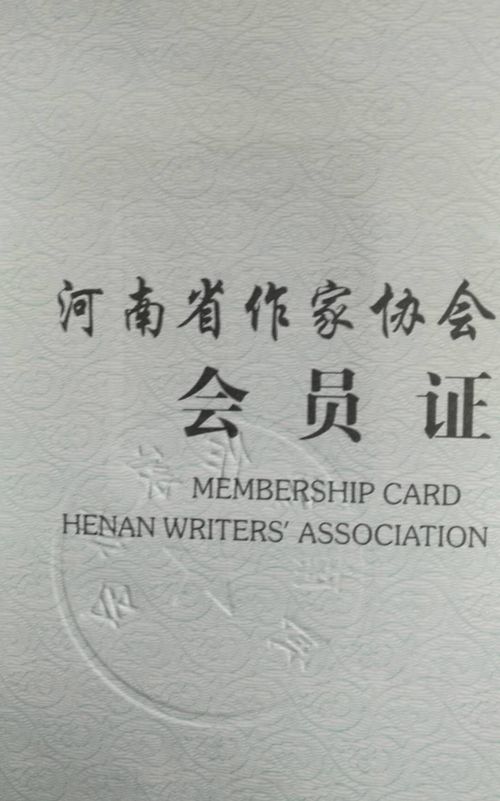 河南省作家协会
会员证
MEMBERSHIP CARD
HENAN WRITERS' ASSOCIATION